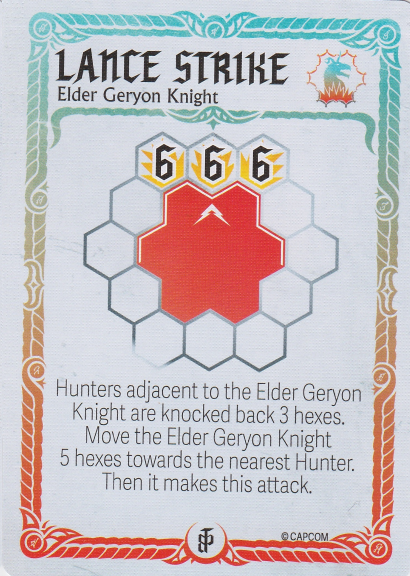 LANCE STRIKE
Elder Geryon Knight
6 6 6
Hunters adjacent to the Elder Geryon
Knight are knocked back 3 hexes.
Move the Elder Geryon Knight
5 hexes towards the nearest Hunter.
Then it makes this attack.
© CAPCOM